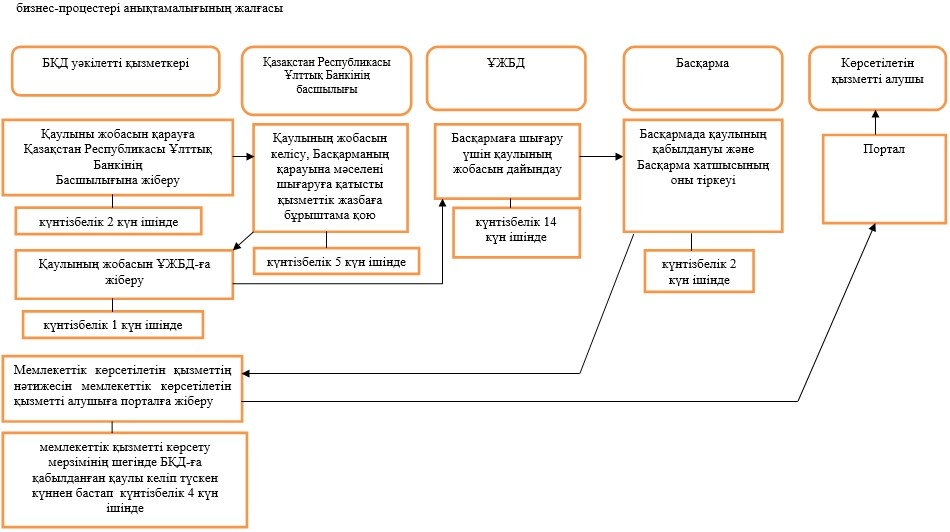 бизнес-процестері анықтамалығының жалғасы
БҚД уәкілетті қызметкері
Қазақстан Республикасы
Ұлттық Банкінің
басшылығы
ҰЖБД
Басқарма
Көрсетілетін
қызметті алушы
Қаулыны жобасын қарауға
Қазақстан Республикасы Ұлттық
Банкінің
Басшылығына жіберу
күнтізбелік 2 күн ішінде
Қаулының жобасын
келісу, Басқарманың
қарауына мәселені
шығаруға қатысты
қызметтік жазбаға
бұрыштама қою
күнтізбелік 5 күн ішінде
Басқармаға шығару
үшін қаулының
жобасын дайындау
күнтізбелік 14
күн ішінде
Басқармада қаулының
қабылдануы және
Басқарма хатшысының
оны тіркеуі
күнтізбелік 2
күн ішінде
Портал
Қаулының жобасын ҰЖБД-ға
жіберу
күнтізбелік 1 күн ішінде
Мемлекеттік көрсетілетін қызметтің
нәтижесін мемлекеттік көрсетілетін
қызметті алушыға порталға жіберу
мемлекеттік қызметті көрсету
мерзімінің шегінде БҚД-ға
қабылданған қаулы келіп түскен
күннен бастап күнтізбелік 4 күн
ішінде